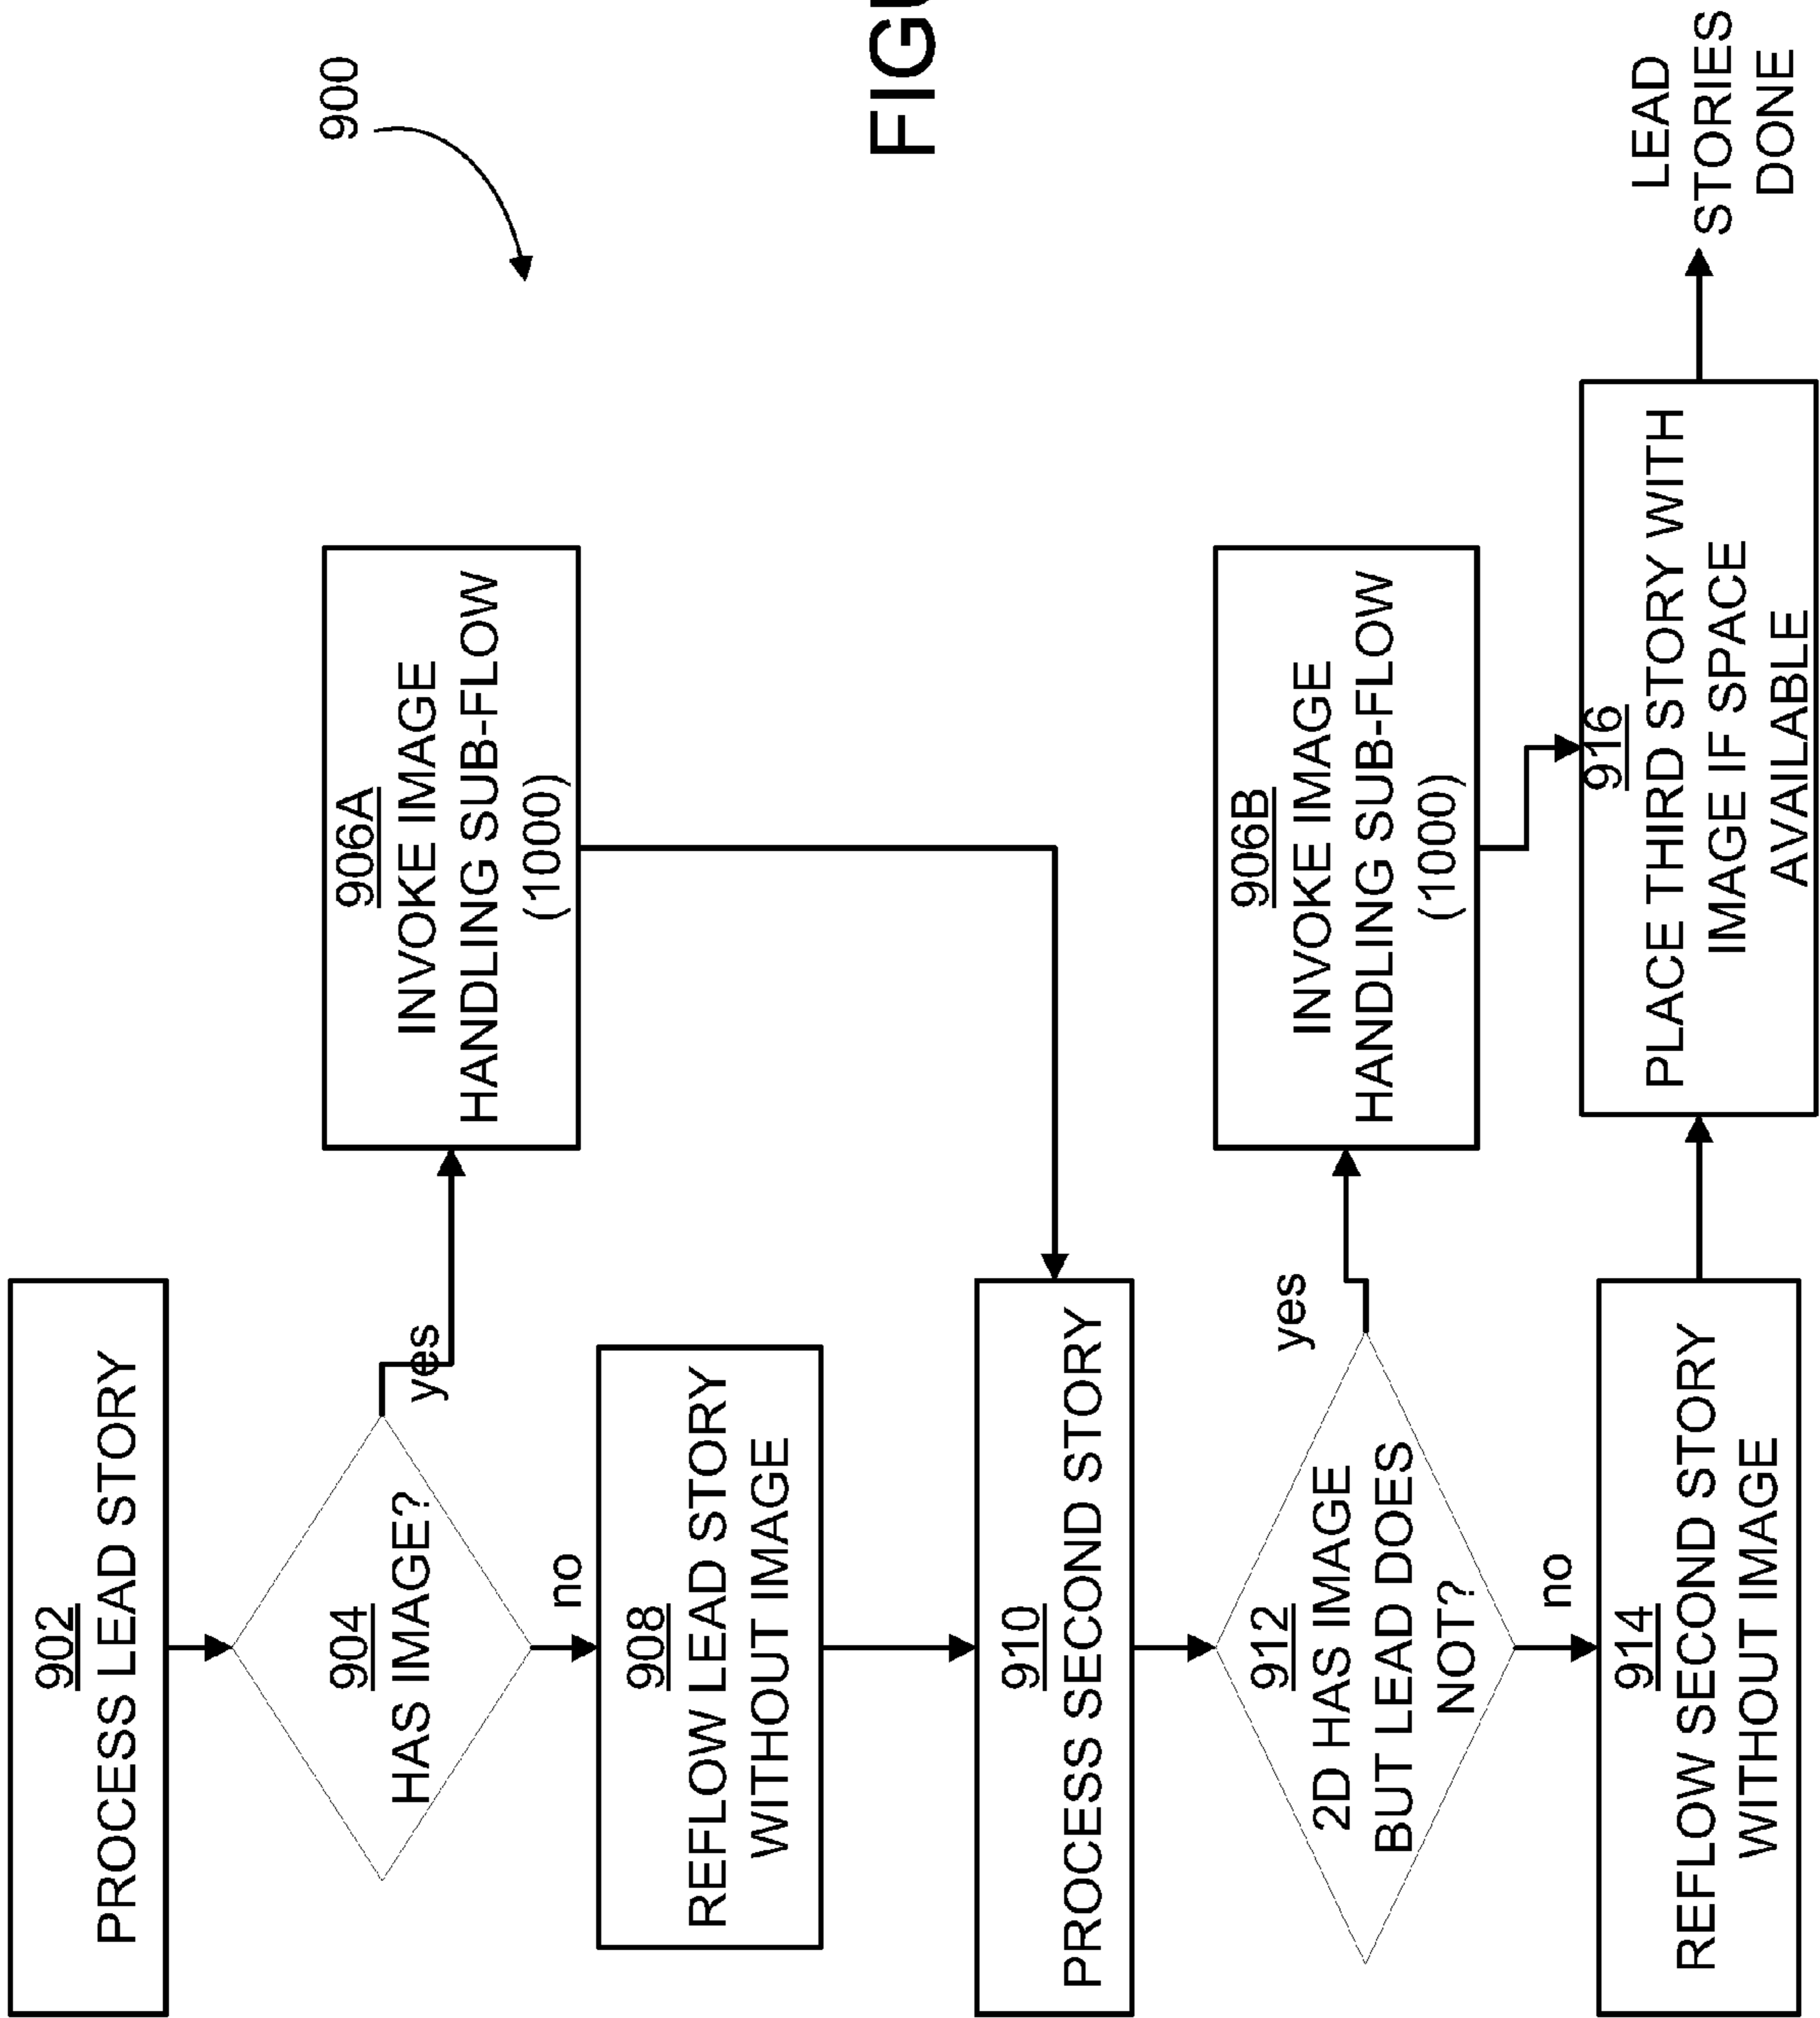 900
902
PROCESS LEAD STORY
904
HAS IMAGE?
yes
906A
INVOKE IMAGE
HANDLING SUB-FLOW
(1000)
no
908
REFLOW LEAD STORY
WITHOUT IMAGE
910
PROCESS SECOND STORY
912
2D HAS IMAGE
BUT LEAD DOES
NOT?
yes
906B
INVOKE IMAGE
HANDLING SUB-FLOW
(1000)
no
914
REFLOW SECOND STORY
WITHOUT IMAGE
916
PLACE THIRD STORY WITH
IMAGE IF SPACE
AVAILABLE
LEAD
STORIES
DONE